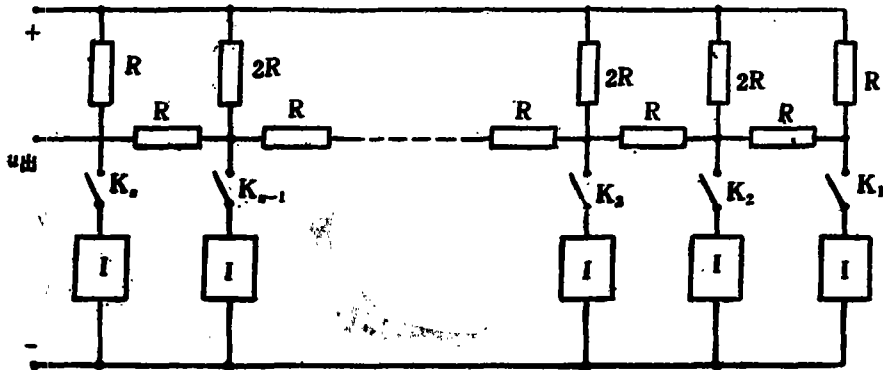 +
R 2R 2R 2R R
R R R R R
u出
Kₙ Kₙ₋₁ K₃ K₂ K₁
I I I I I
-